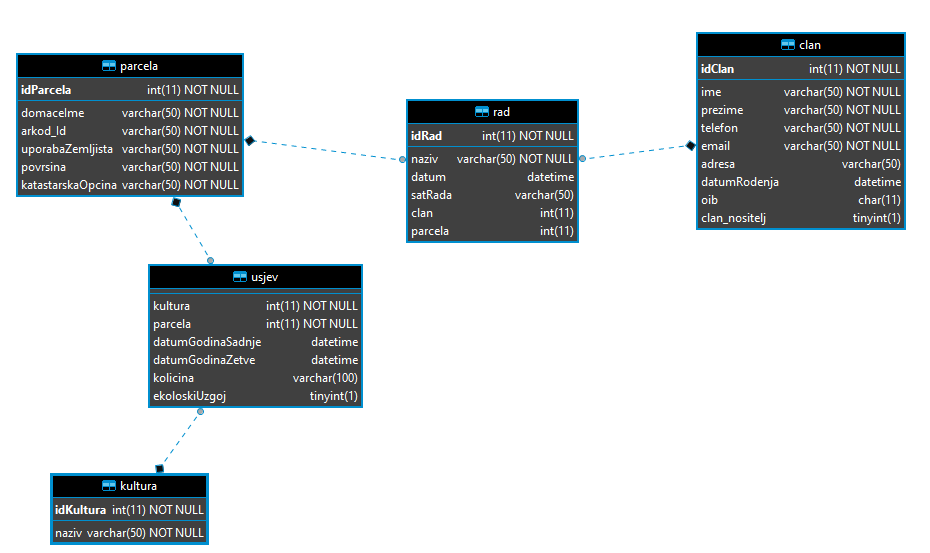 parcela
idParcela int(11) NOT NULL
domaceIme varchar(50) NOT NULL
arkod_Id varchar(50) NOT NULL
uporabaZemljista varchar(50) NOT NULL
povrsina varchar(50) NOT NULL
katastarskaOpcina varchar(50) NOT NULL
rad
idRad int(11) NOT NULL
naziv varchar(50) NOT NULL
datum datetime
satRada varchar(50)
clan int(11)
parcela int(11)
clan
idClan int(11) NOT NULL
ime varchar(50) NOT NULL
prezime varchar(50) NOT NULL
telefon varchar(50) NOT NULL
email varchar(50) NOT NULL
adresa varchar(50)
datumRodenja datetime
oib char(11)
clan_nositelj tinyint(1)
usjev
kultura int(11) NOT NULL
parcela int(11) NOT NULL
datumGodinaSadnje datetime
datumGodinaZetve datetime
kolicina varchar(100)
ekoloskiUzgoj tinyint(1)
kultura
idKultura int(11) NOT NULL
naziv varchar(50) NOT NULL